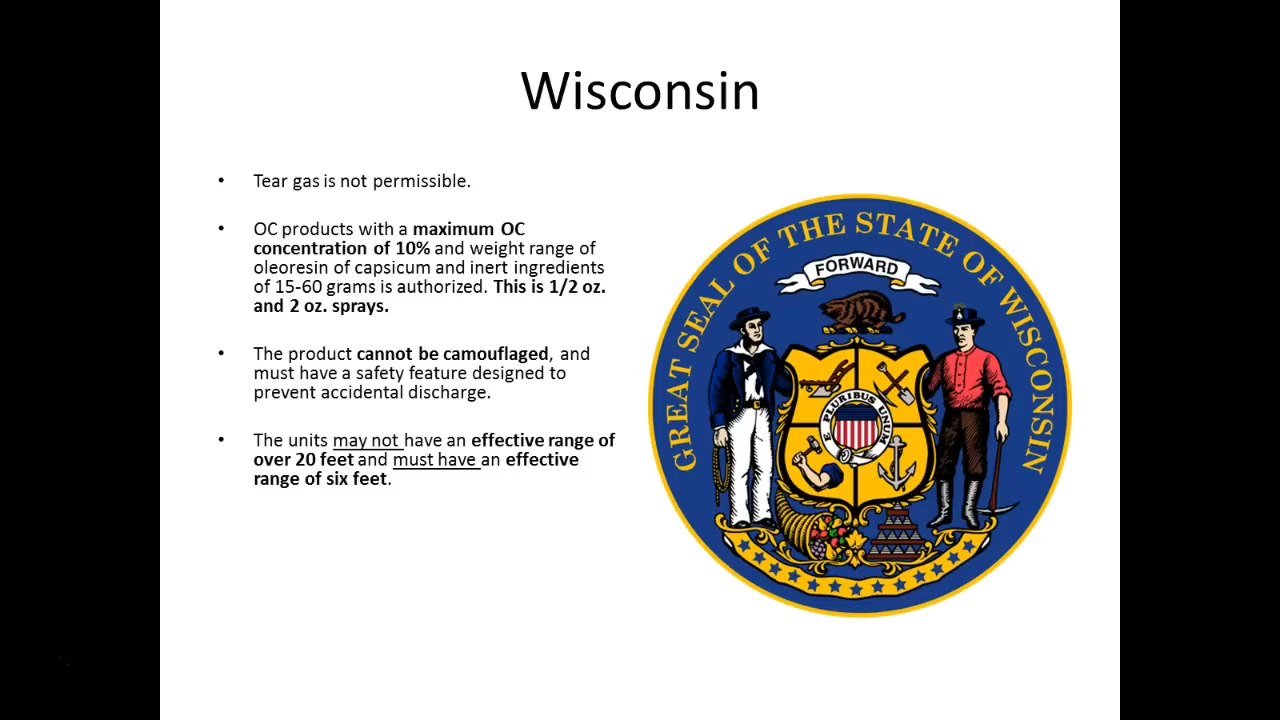 Wisconsin
• Tear gas is not permissible.
• OC products with a maximum OC
concentration of 10% and weight range of
oleoresin of capsicum and inert ingredients
of 15-60 grams is authorized. This is 1/2 oz.
and 2 oz. sprays.
• The product cannot be camouflaged, and
must have a safety feature designed to
prevent accidental discharge.
• The units may not have an effective range of
over 20 feet and must have an effective
range of six feet.
GREAT SEAL OF THE STATE OF WISCONSIN
FORWARD
E PLURIBUS UNUM